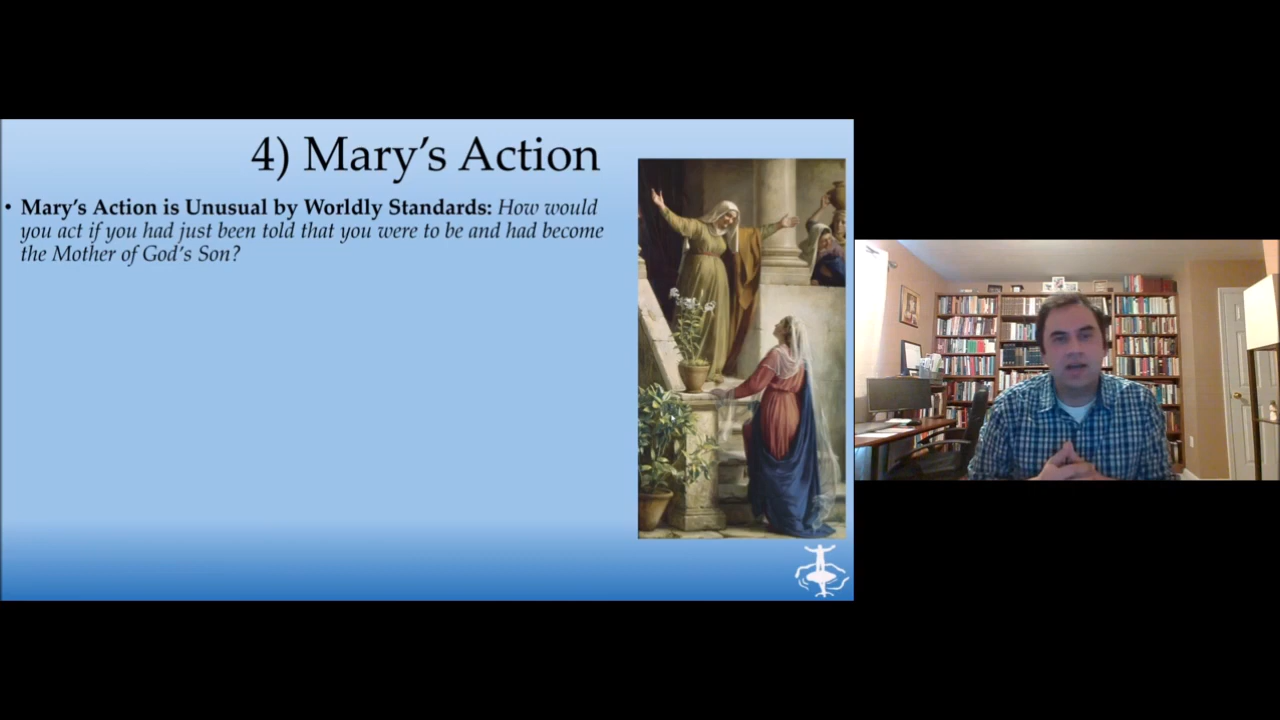 4) Mary’s Action
• Mary’s Action is Unusual by Worldly Standards: How would
you act if you had just been told that you were to be and had become
the Mother of God’s Son?